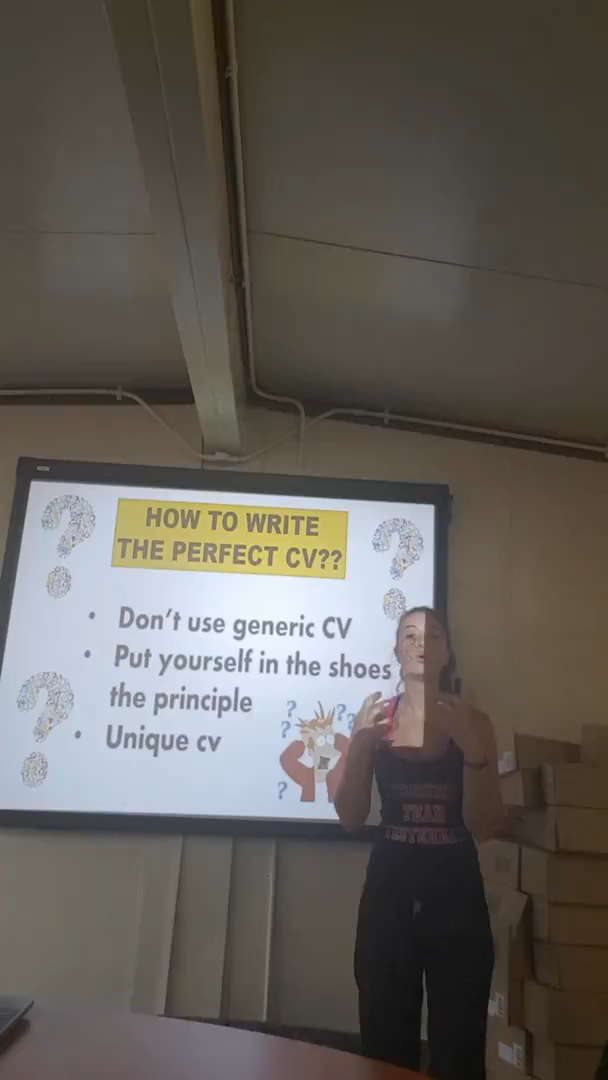 HOW TO WRITE
THE PERFECT CV??
• Don't use generic CV
• Put yourself in the shoes
the principle
• Unique cv
TEAM